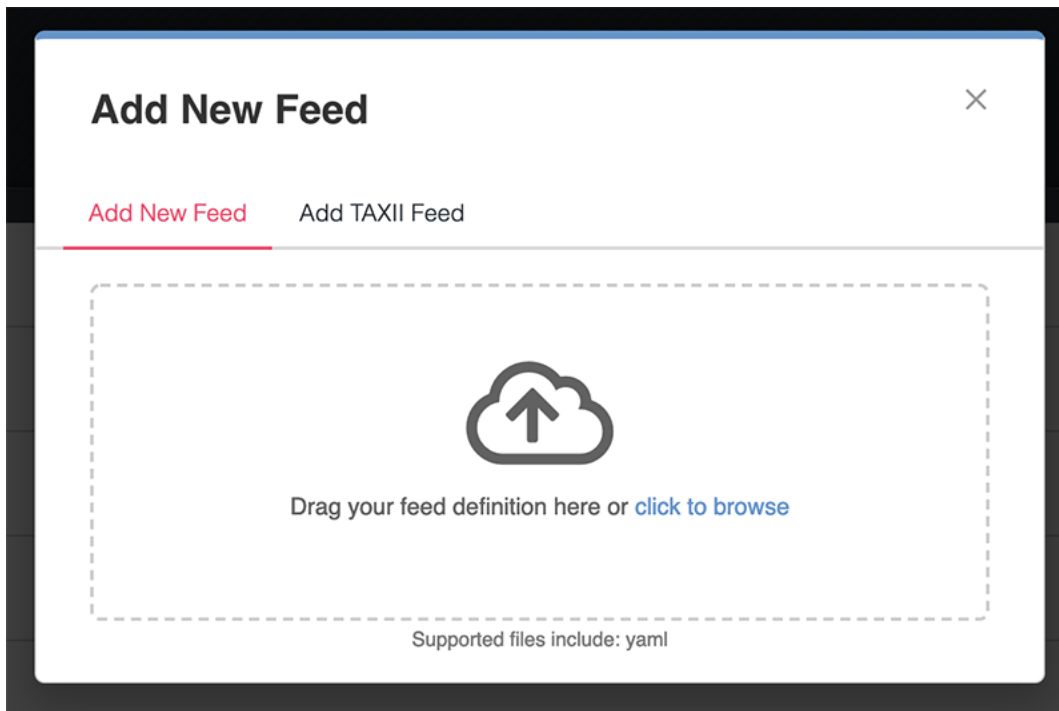 Add New Feed
Add New Feed
Add TAXII Feed
Drag your feed definition here or click to browse
Supported files include: yaml